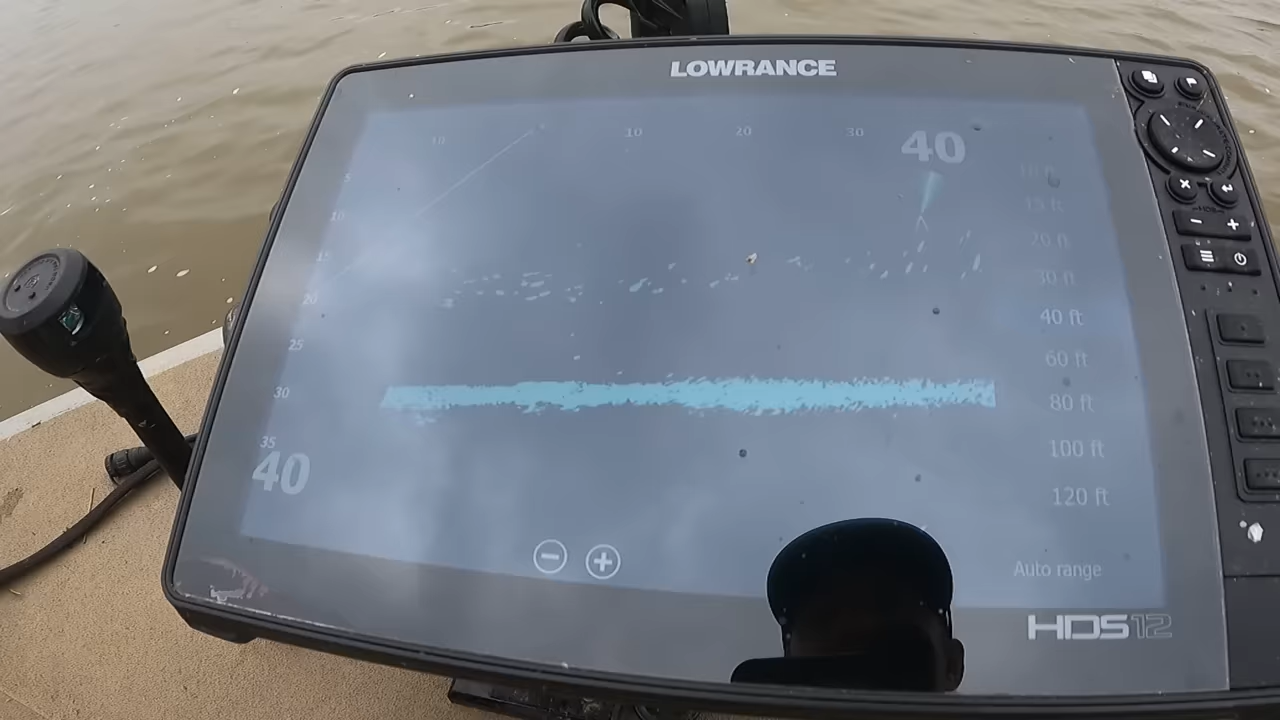 LOWRANCE
10 10 20 30 40
5
10
15
20
25
30
35
40
10 ft
15 ft
20 ft
30 ft
40 ft
60 ft
80 ft
100 ft
120 ft
Auto range
HDS12